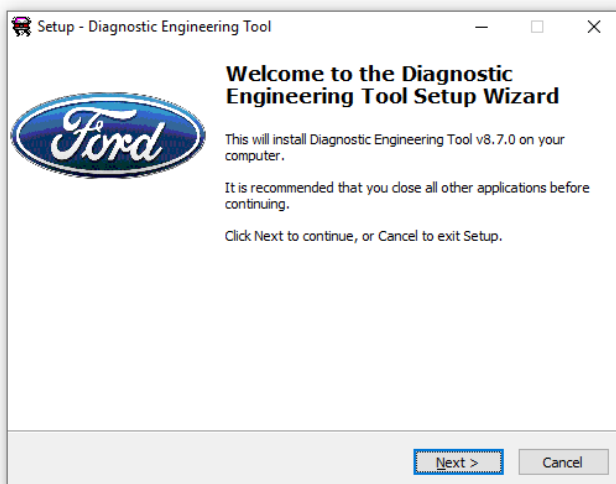 Setup - Diagnostic Engineering Tool
Ford
Welcome to the Diagnostic
Engineering Tool Setup Wizard
This will install Diagnostic Engineering Tool v8.7.0 on your
computer.
It is recommended that you close all other applications before
continuing.
Click Next to continue, or Cancel to exit Setup.
Next >
Cancel